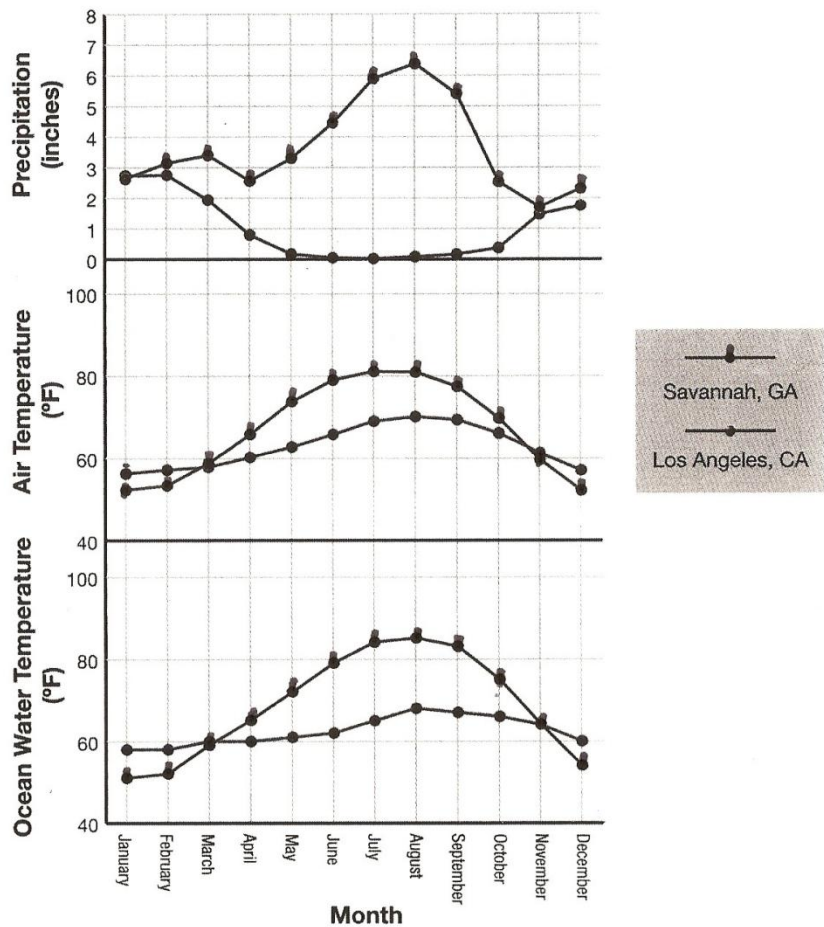 8
7
6
5
4
3
2
1
0
Precipitation
(inches)
100
80
60
40
Air Temperature
(ºF)
100
80
60
40
Ocean Water Temperature
(ºF)
January
February
March
April
May
June
July
August
September
October
November
December
Month
Savannah, GA
Los Angeles, CA